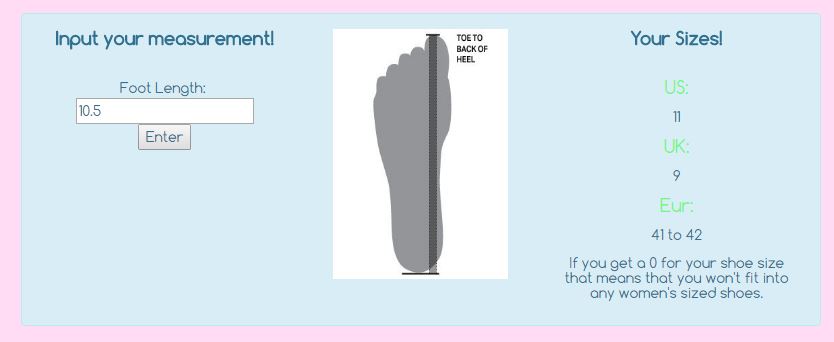 Input your measurement!
Foot Length:
10.5
Enter
TOE TO
BACK OF
HEEL
Your Sizes!
US:
11
UK:
9
Eur:
41 to 42
If you get a 0 for your shoe size
that means that you won't fit into
any women's sized shoes.